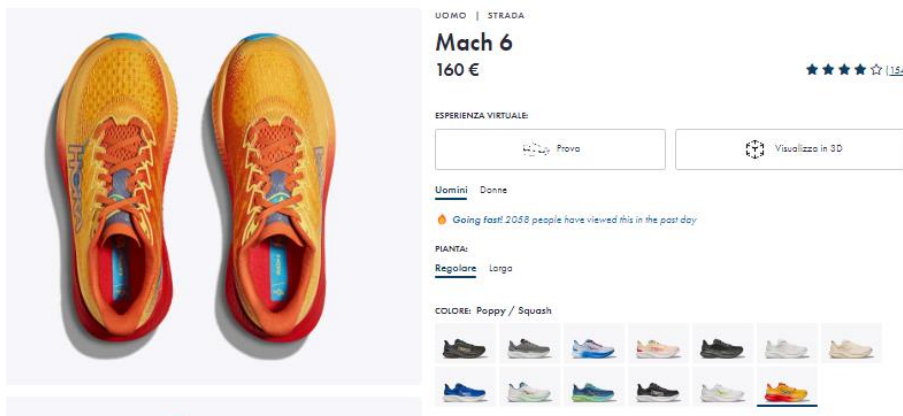 UOMO | STRADA
Mach 6
160 €
ESPERIENZA VIRTUALE:
Prova
Visualizza in 3D
Uomini Donne
Going fast! 2058 people have viewed this in the past day
PIANTA:
Regolare Larga
COLORE: Poppy / Squash